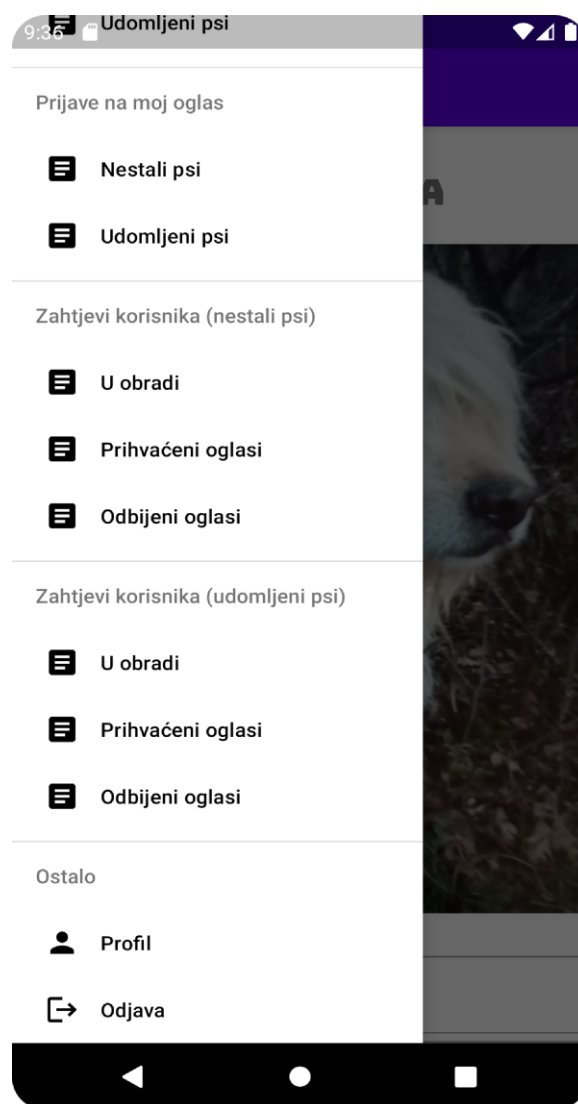 9:36
Udomljeni psi
Prijave na moj oglas
Nestali psi
Udomljeni psi
Zahtjevi korisnika (nestali psi)
U obradi
Prihvaćeni oglasi
Odbijeni oglasi
Zahtjevi korisnika (udomljeni psi)
U obradi
Prihvaćeni oglasi
Odbijeni oglasi
Ostalo
Profil
Odjava
A